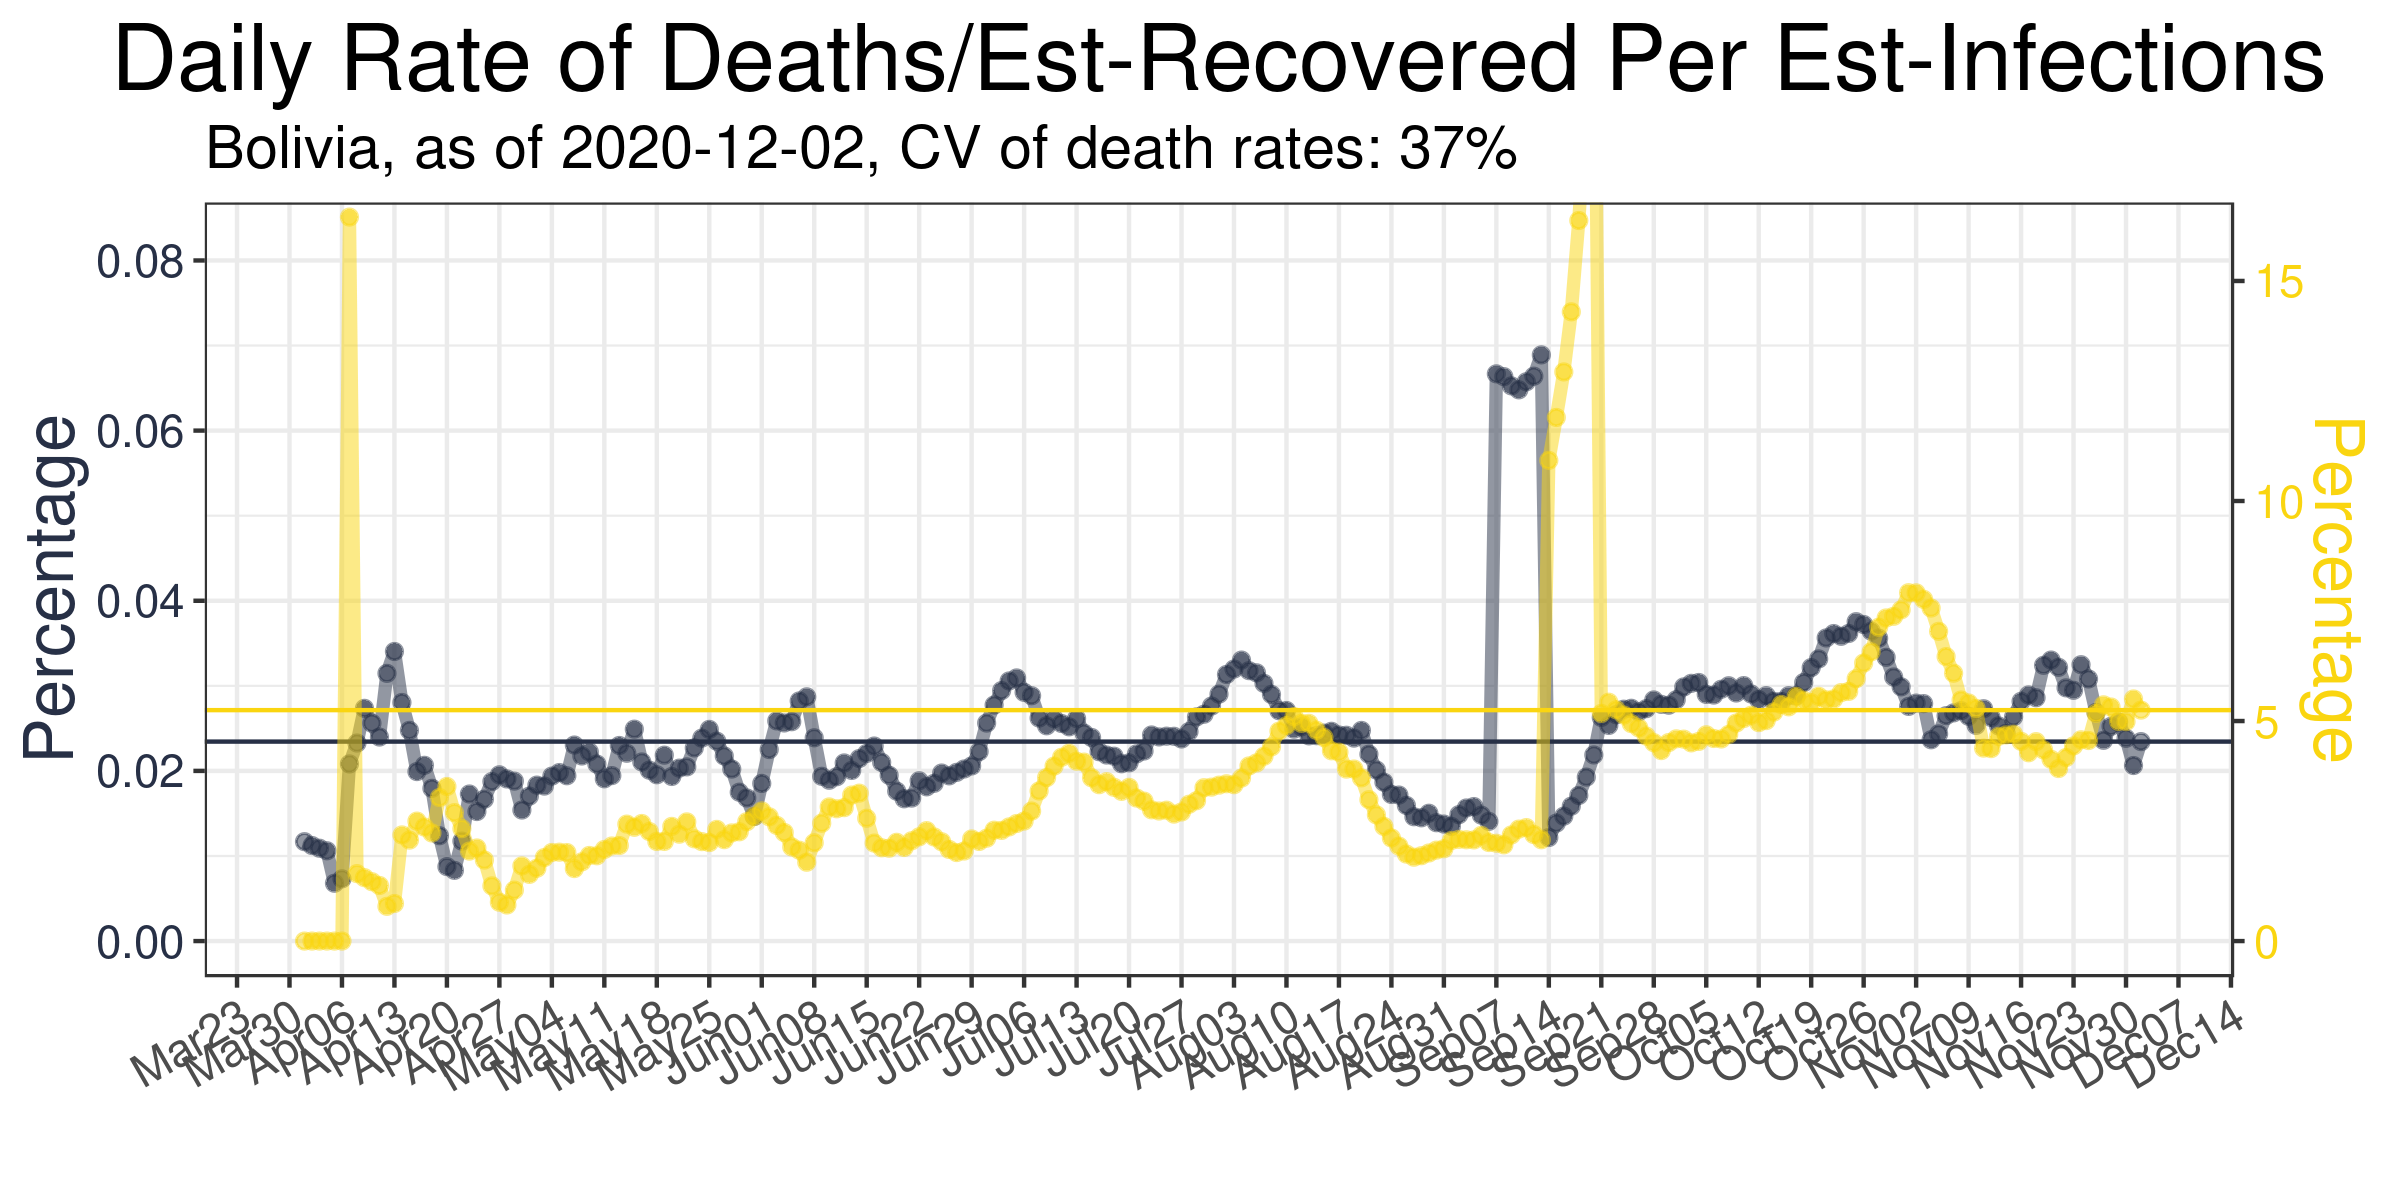 Daily Rate of Deaths/Est-Recovered Per Est-Infections
Bolivia, as of 2020-12-02, CV of death rates: 37%
Percentage
0.08
0.06
0.04
0.02
0.00
15
10
5
0
Percentage
Mar23
Mar30
Apr06
Apr13
Apr20
Apr27
May04
May11
May18
May25
Jun01
Jun08
Jun15
Jun22
Jun29
Jul06
Jul13
Jul20
Jul27
Aug03
Aug10
Aug17
Aug24
Aug31
Sep07
Sep14
Sep21
Sep28
Oct05
Oct12
Oct19
Oct26
Nov02
Nov09
Nov16
Nov23
Nov30
Dec07
Dec14